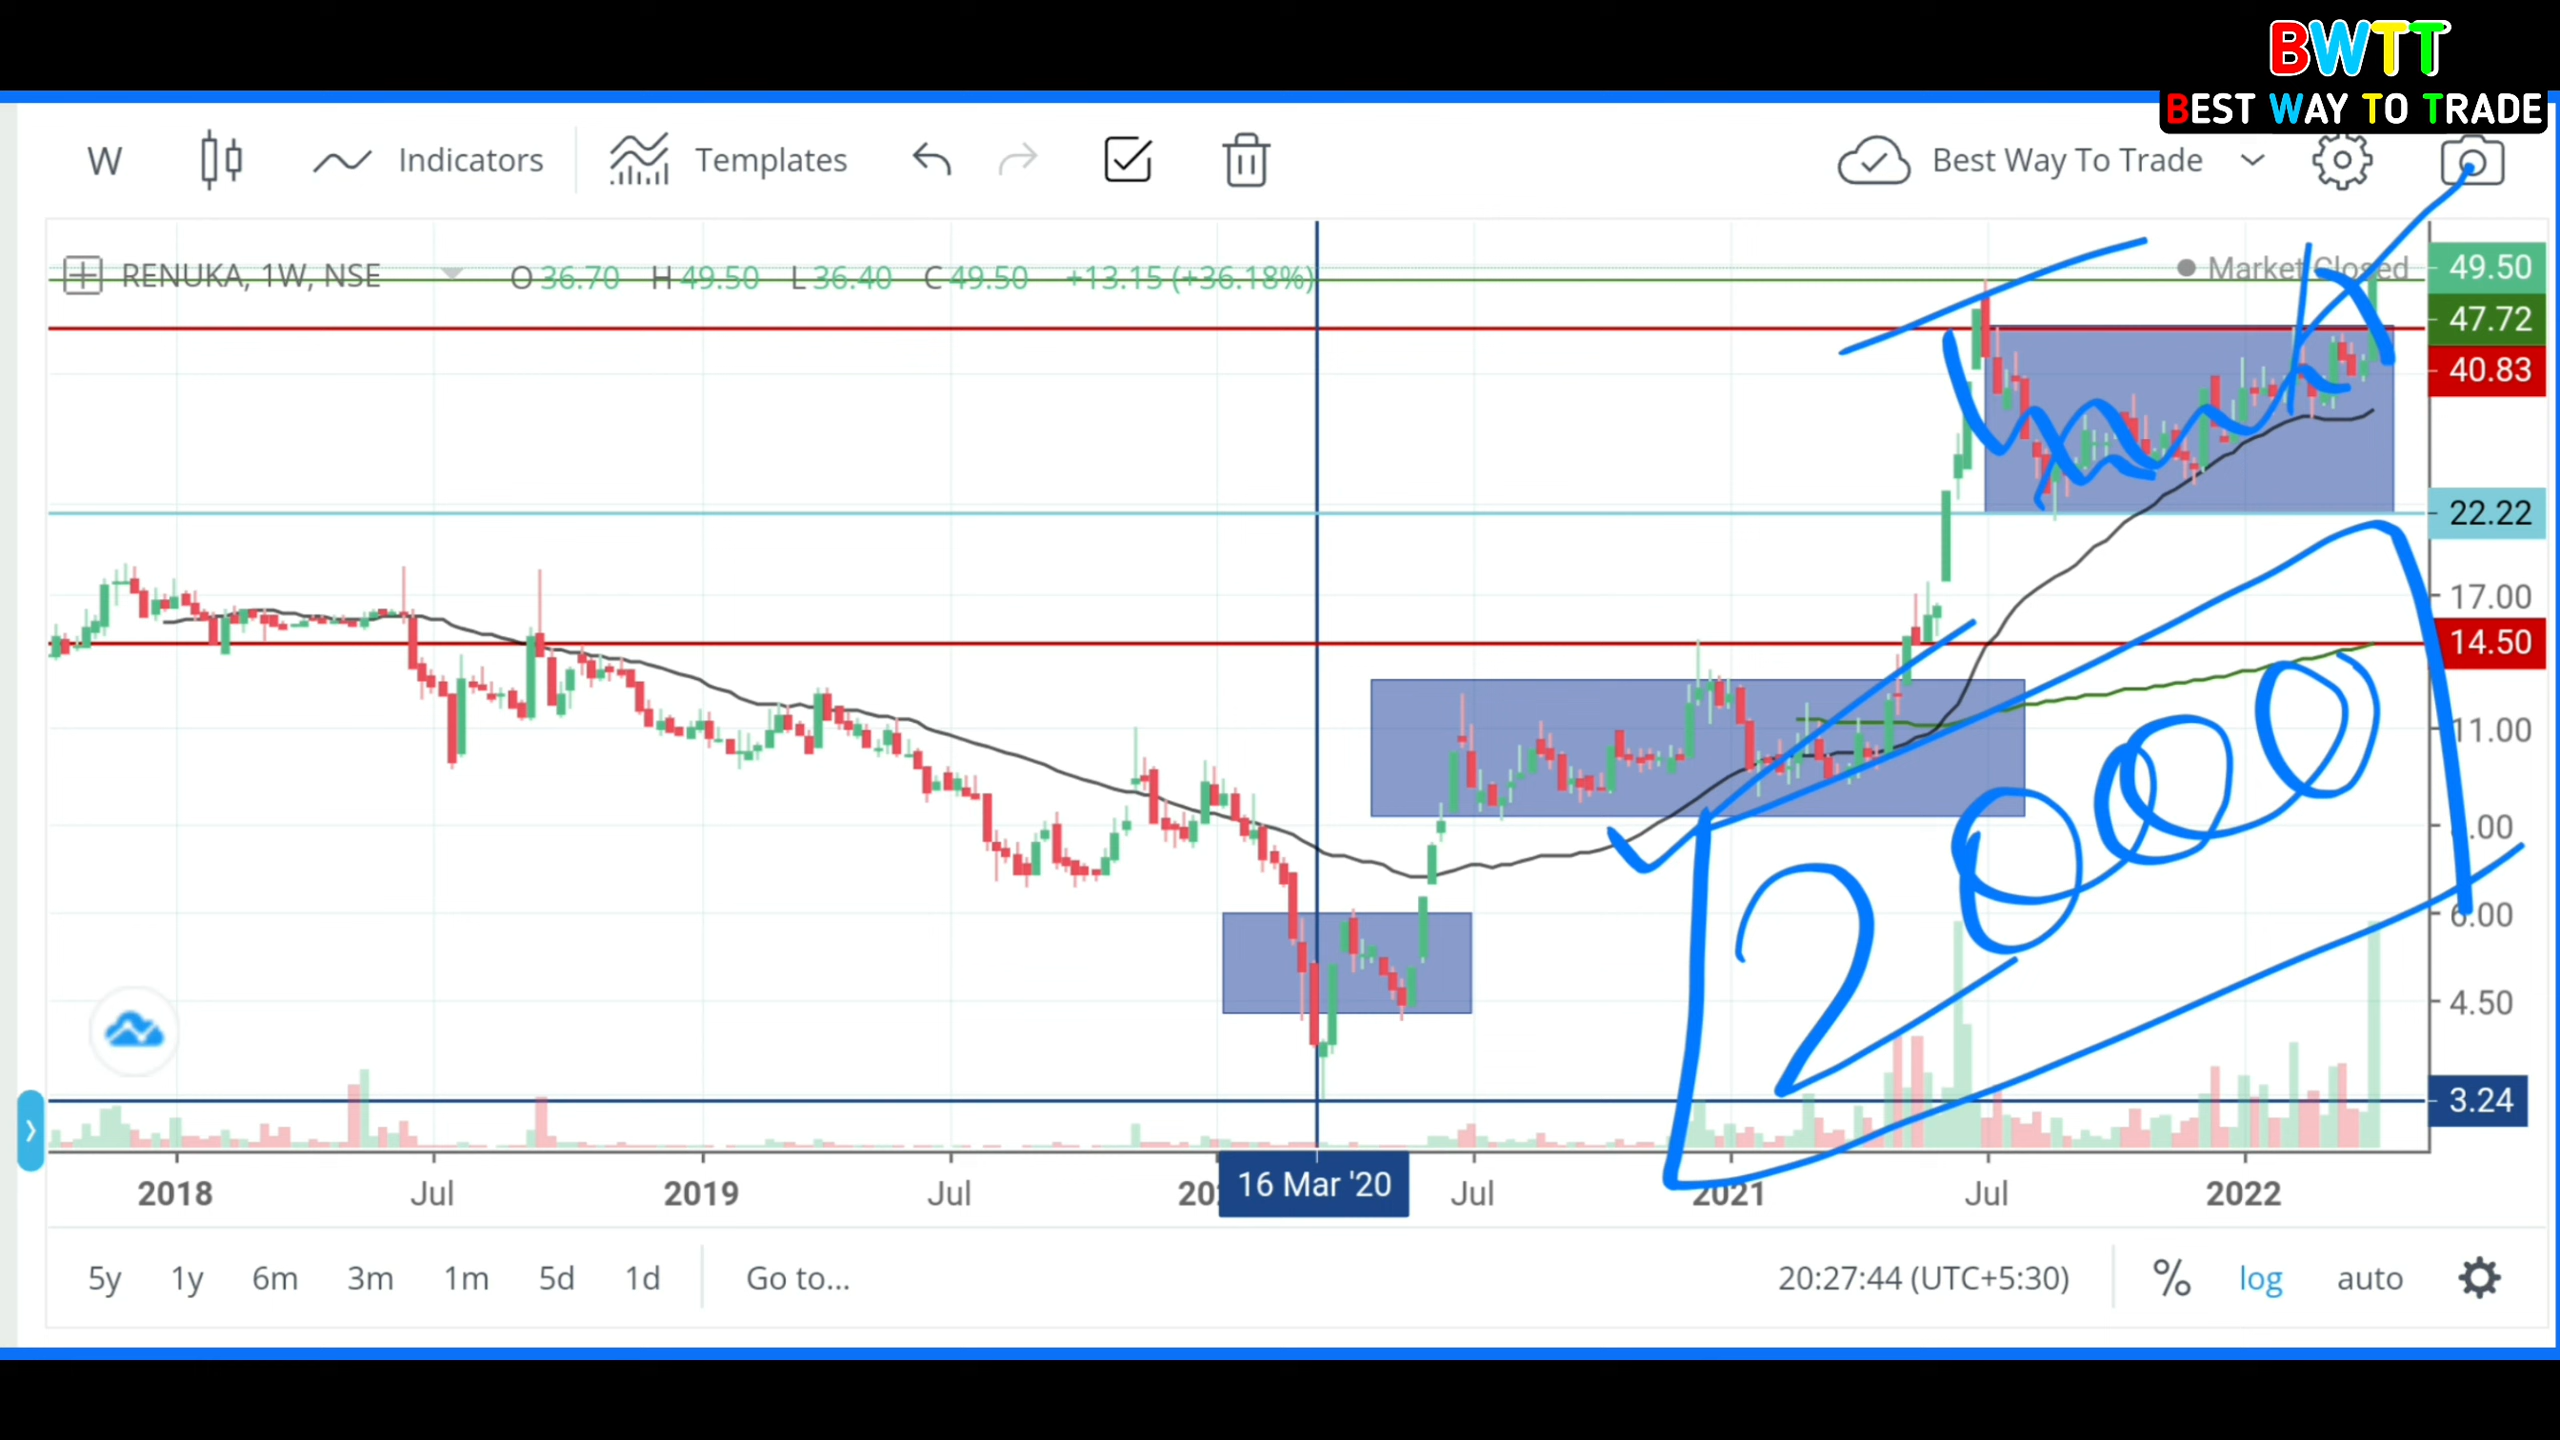 BWTT
BEST WAY TO TRADE
W Indicators Templates Best Way To Trade
RENUKA, 1W, NSE O 36.70 H 49.50 L 36.40 C 49.50 +13.15 (+36.18%) Market Closed
49.50
47.72
40.83
22.22
17.00
14.50
11.00
.00
6.00
4.50
3.24
2000
2018 Jul 2019 Jul 20 16 Mar '20 Jul 2021 Jul 2022
5y 1y 6m 3m 1m 5d 1d Go to... 20:27:44 (UTC+5:30) % log auto